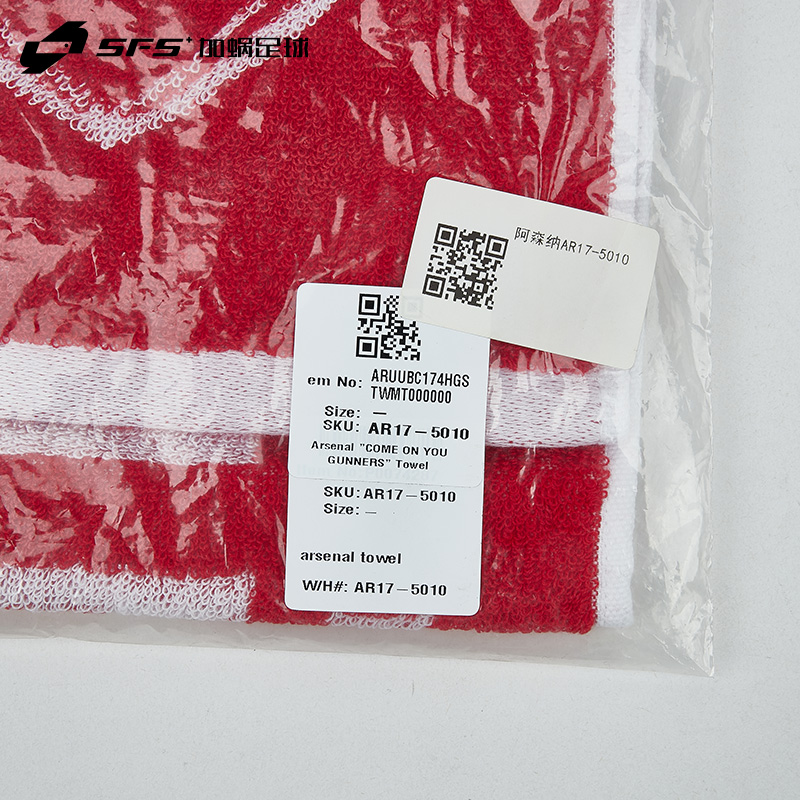 SFS+ 加蜗足球
阿森纳AR17-5010
em No: ARUUBC174HGS
TWMT000000
Size: —
SKU: AR17-5010
Arsenal "COME ON YOU
GUNNERS" Towel
SKU: AR17-5010
Size: —
arsenal towel
W/H#: AR17-5010